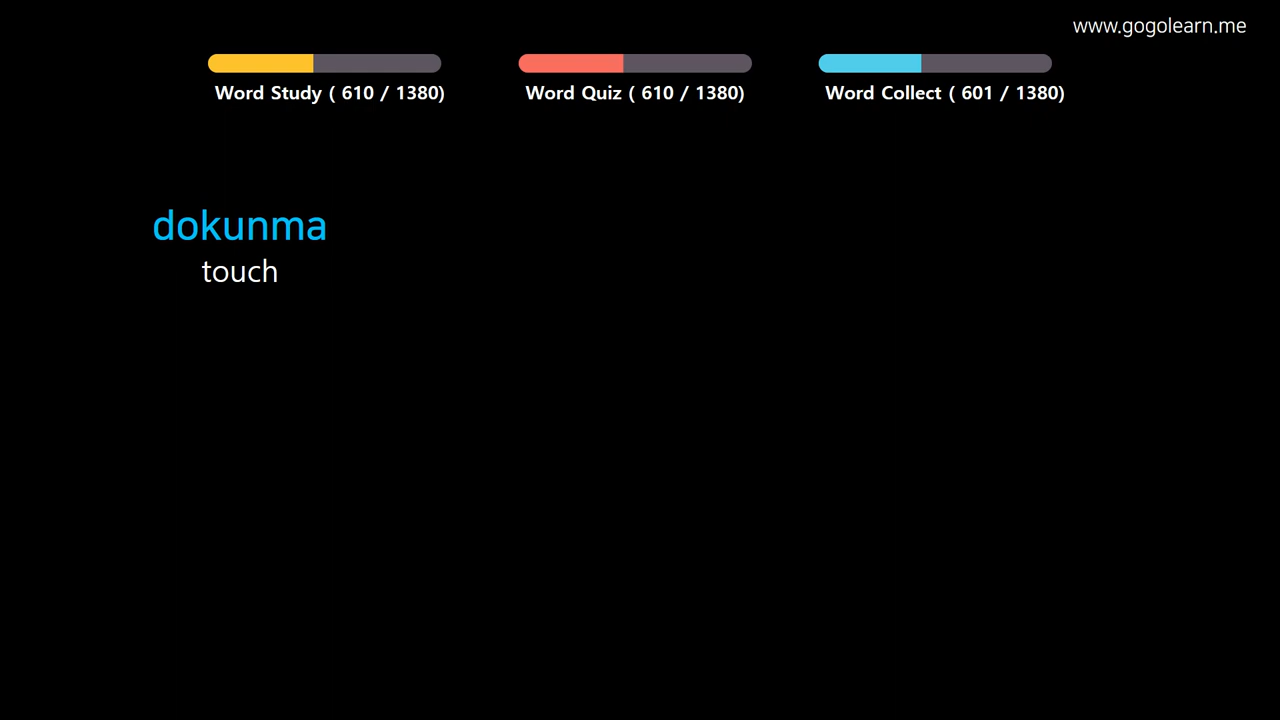 www.gogolearn.me
Word Study ( 610 / 1380)
Word Quiz ( 610 / 1380)
Word Collect ( 601 / 1380)
dokunma
touch